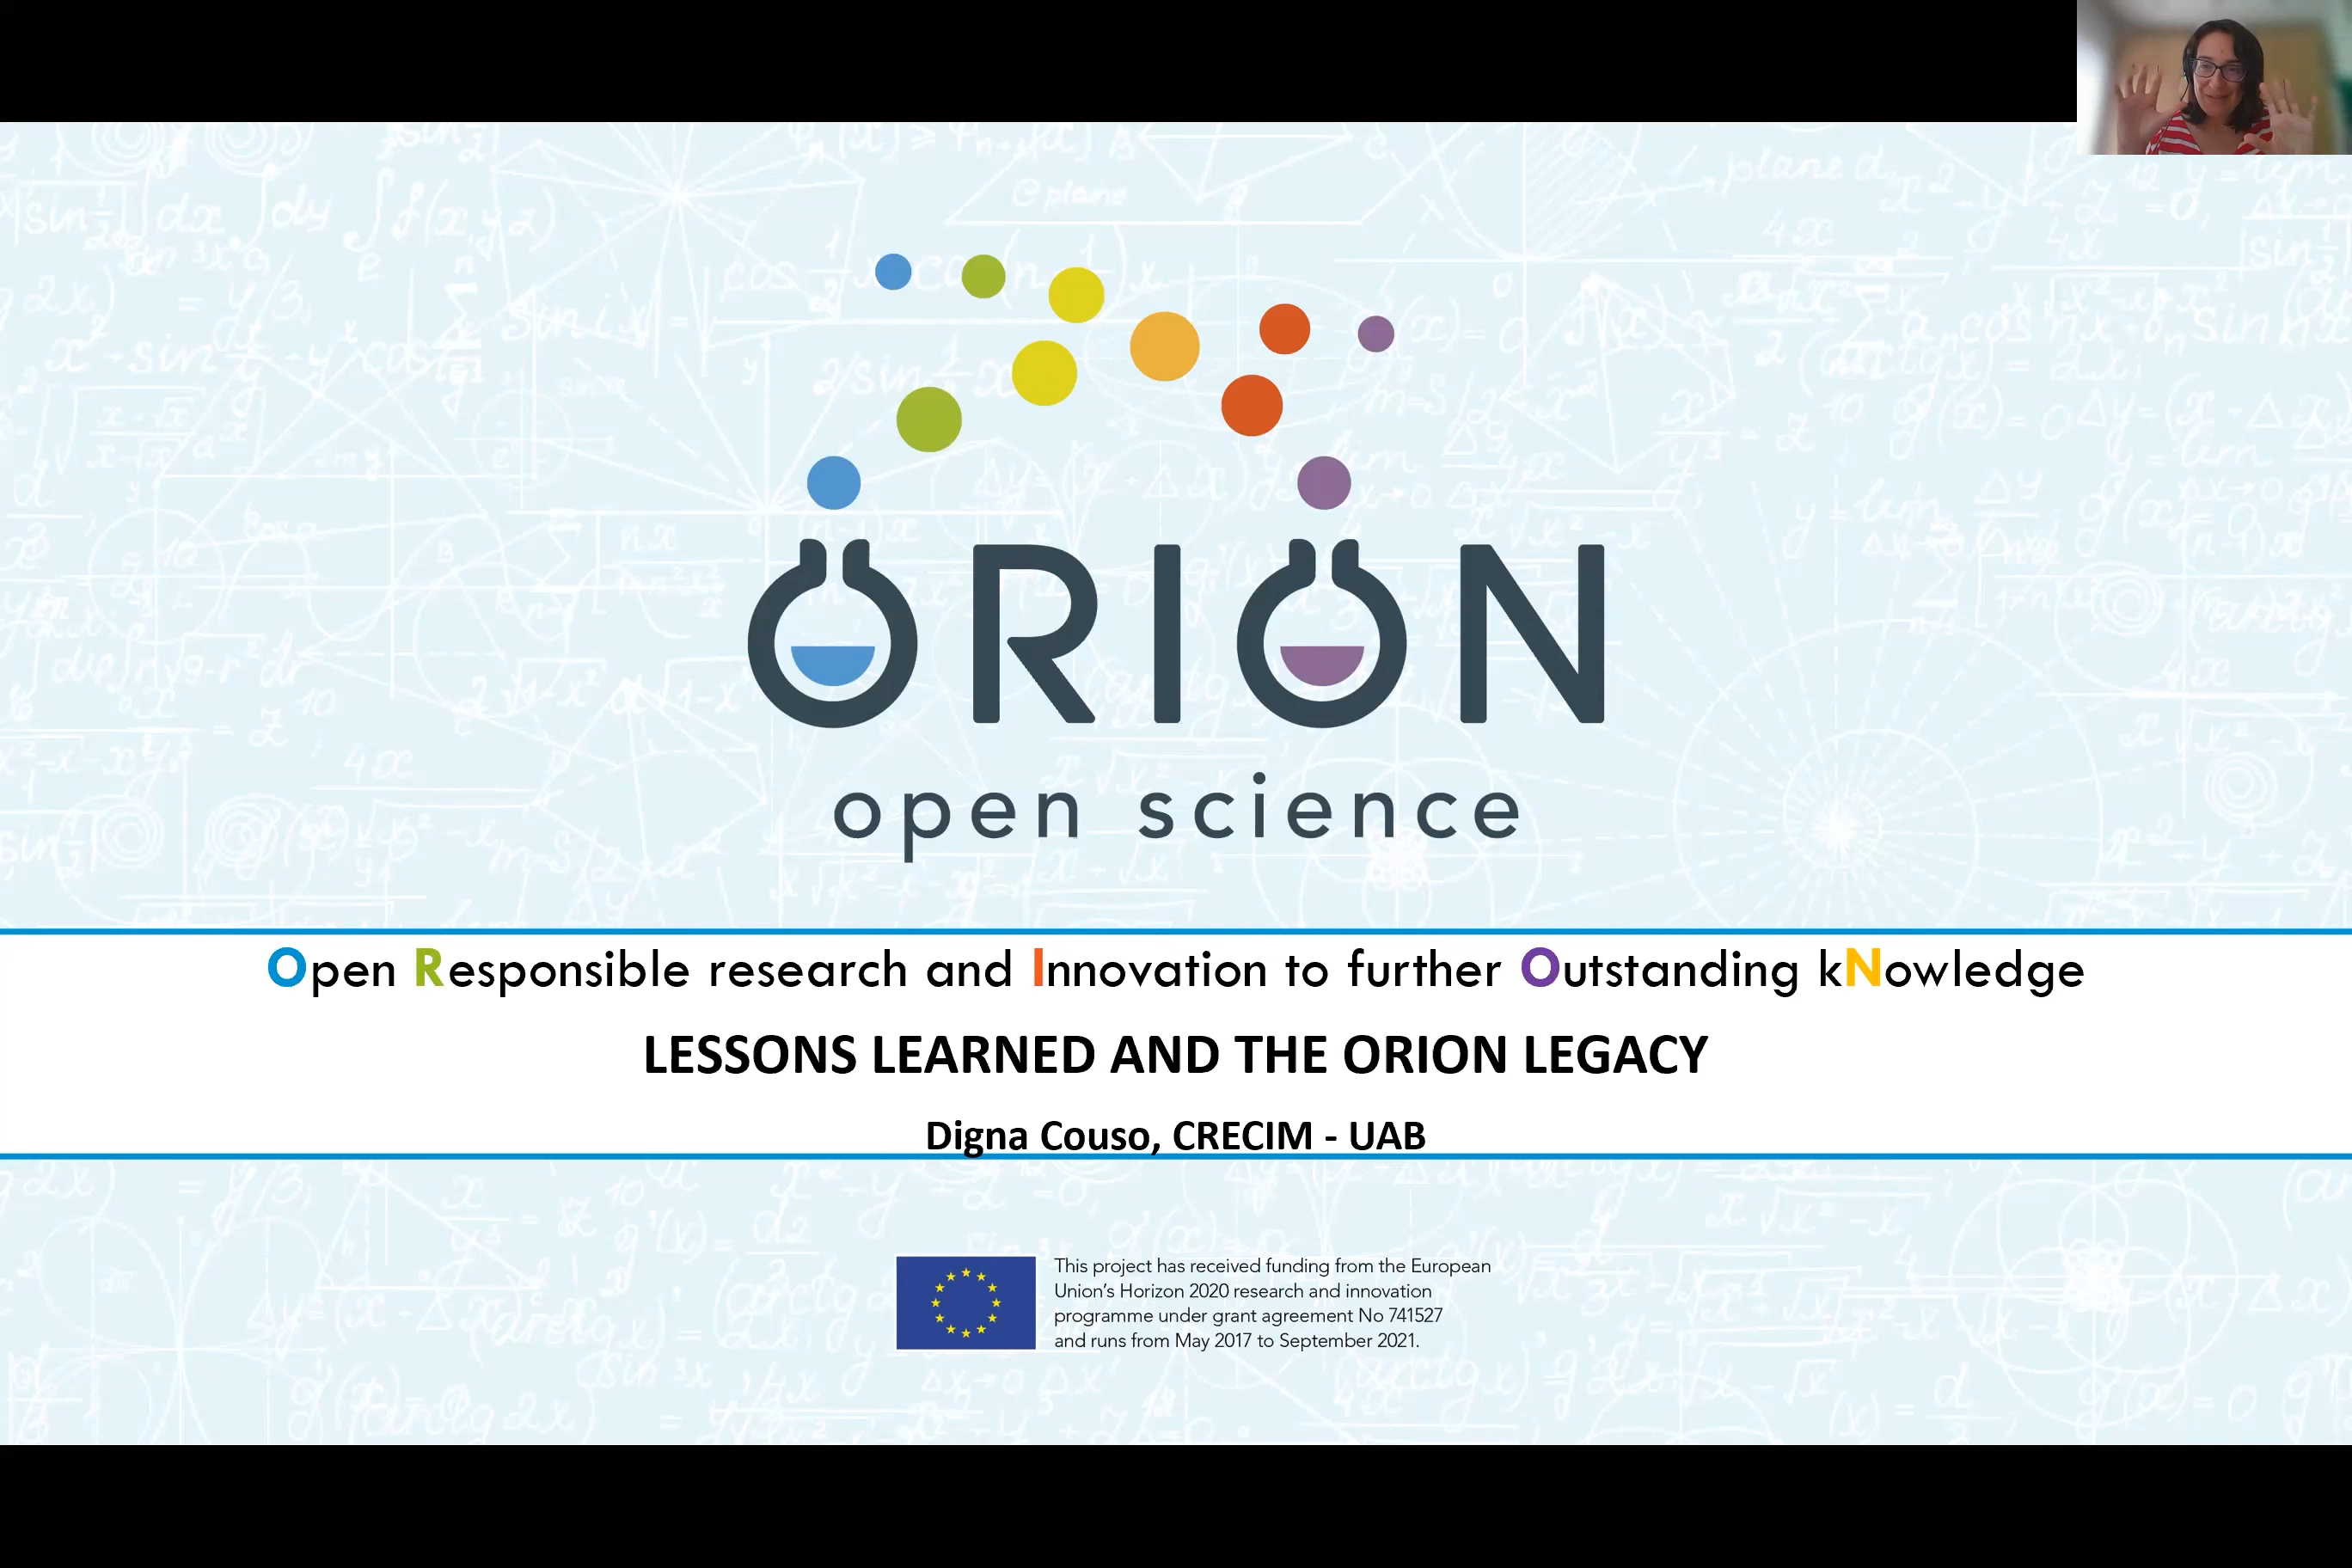 ORION
open science
Open Responsible research and Innovation to further Outstanding kNowledge
LESSONS LEARNED AND THE ORION LEGACY
Digna Couso, CRECIM - UAB
This project has received funding from the European
Union's Horizon 2020 research and innovation
programme under grant agreement No 741527
and runs from May 2017 to September 2021.